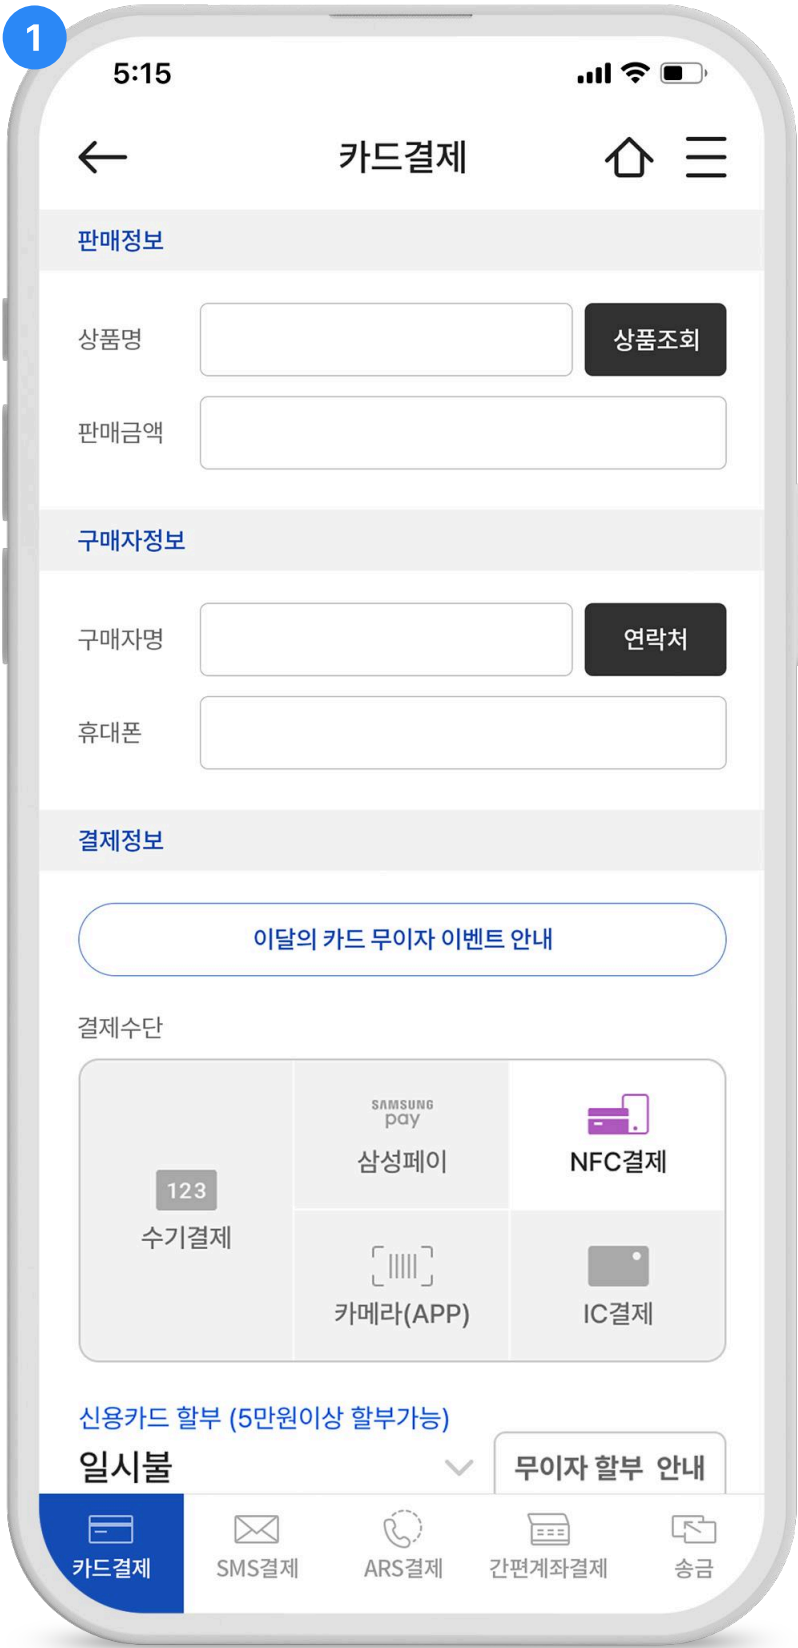 1
5:15
카드결제
판매정보
상품명
상품조회
판매금액
구매자정보
구매자명
연락처
휴대폰
결제정보
이달의 카드 무이자 이벤트 안내
결제수단
123
수기결제
SAMSUNG
pay
삼성페이
NFC결제
카메라(APP)
IC결제
신용카드 할부 (5만원이상 할부가능)
일시불
무이자 할부 안내
카드결제 SMS결제 ARS결제 간편계좌결제 송금